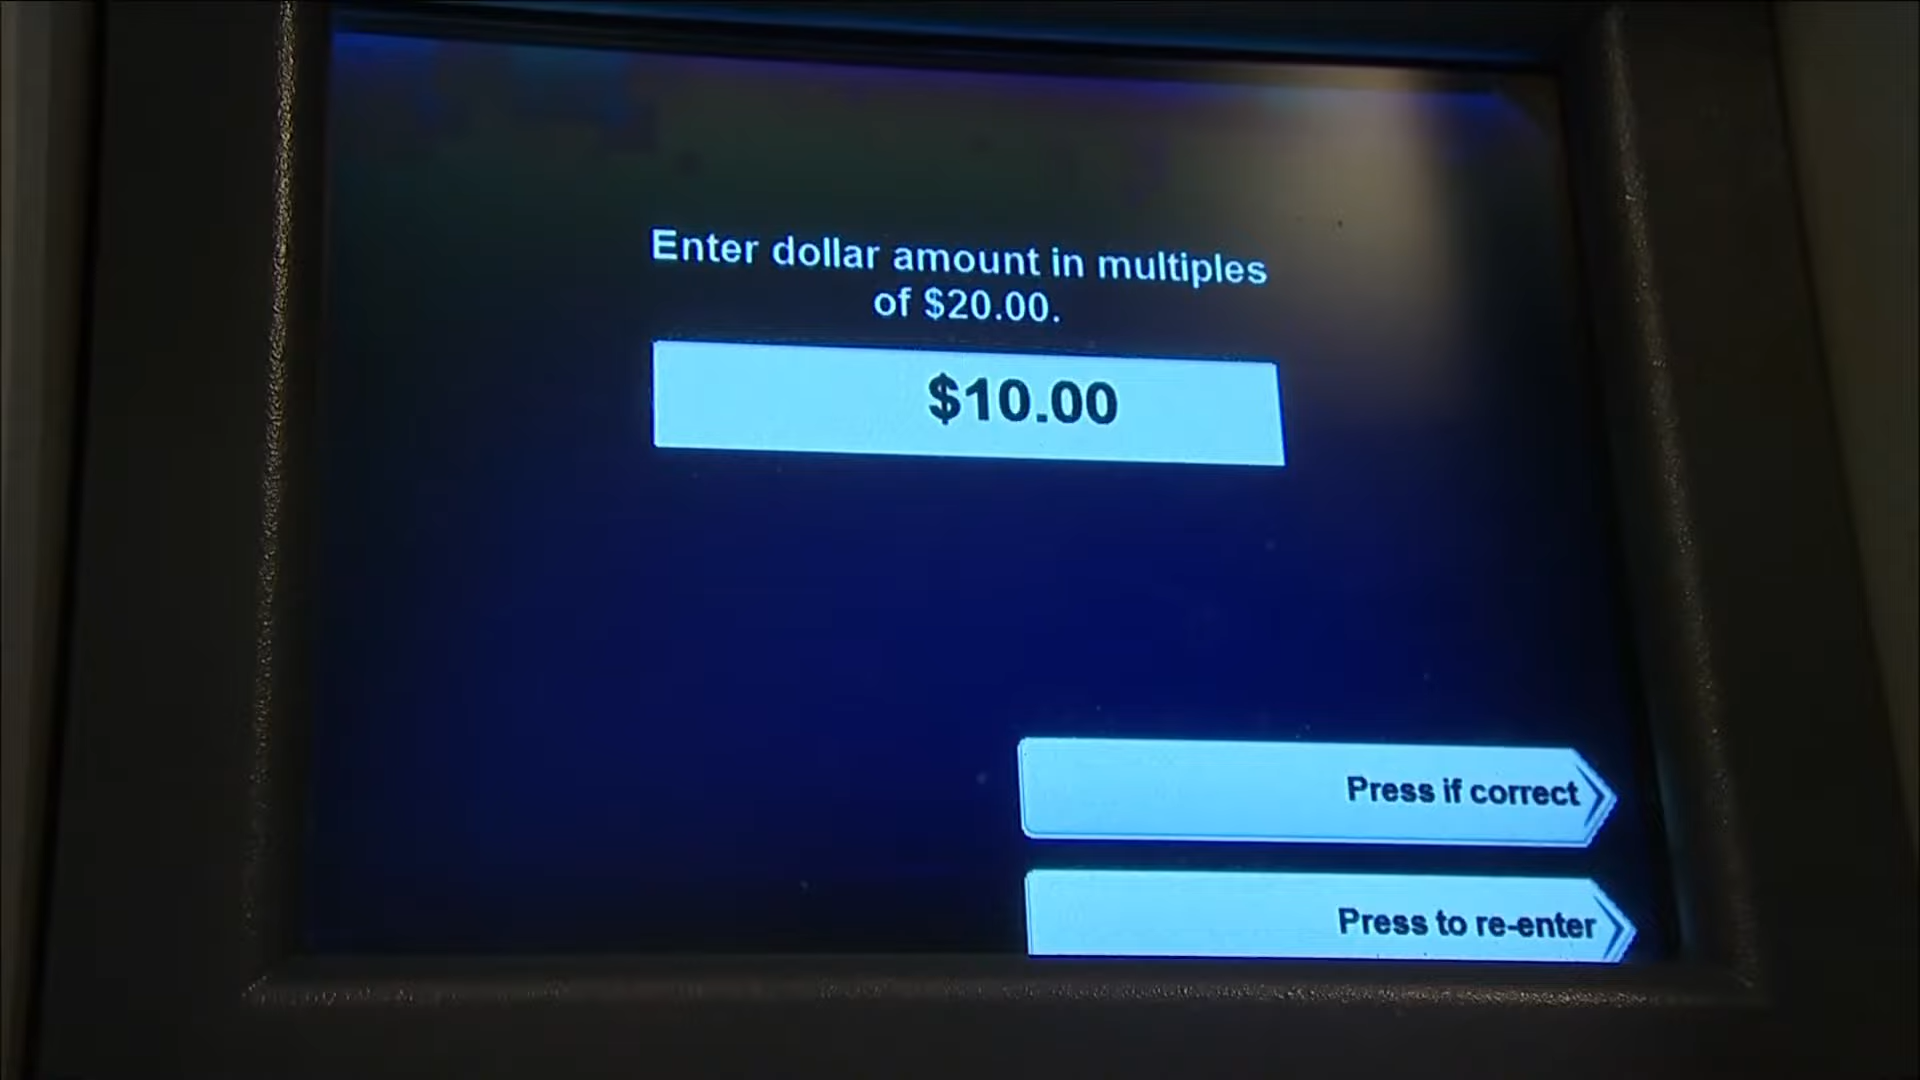 Enter dollar amount in multiples
of $20.00.
$10.00
Press if correct
Press to re-enter